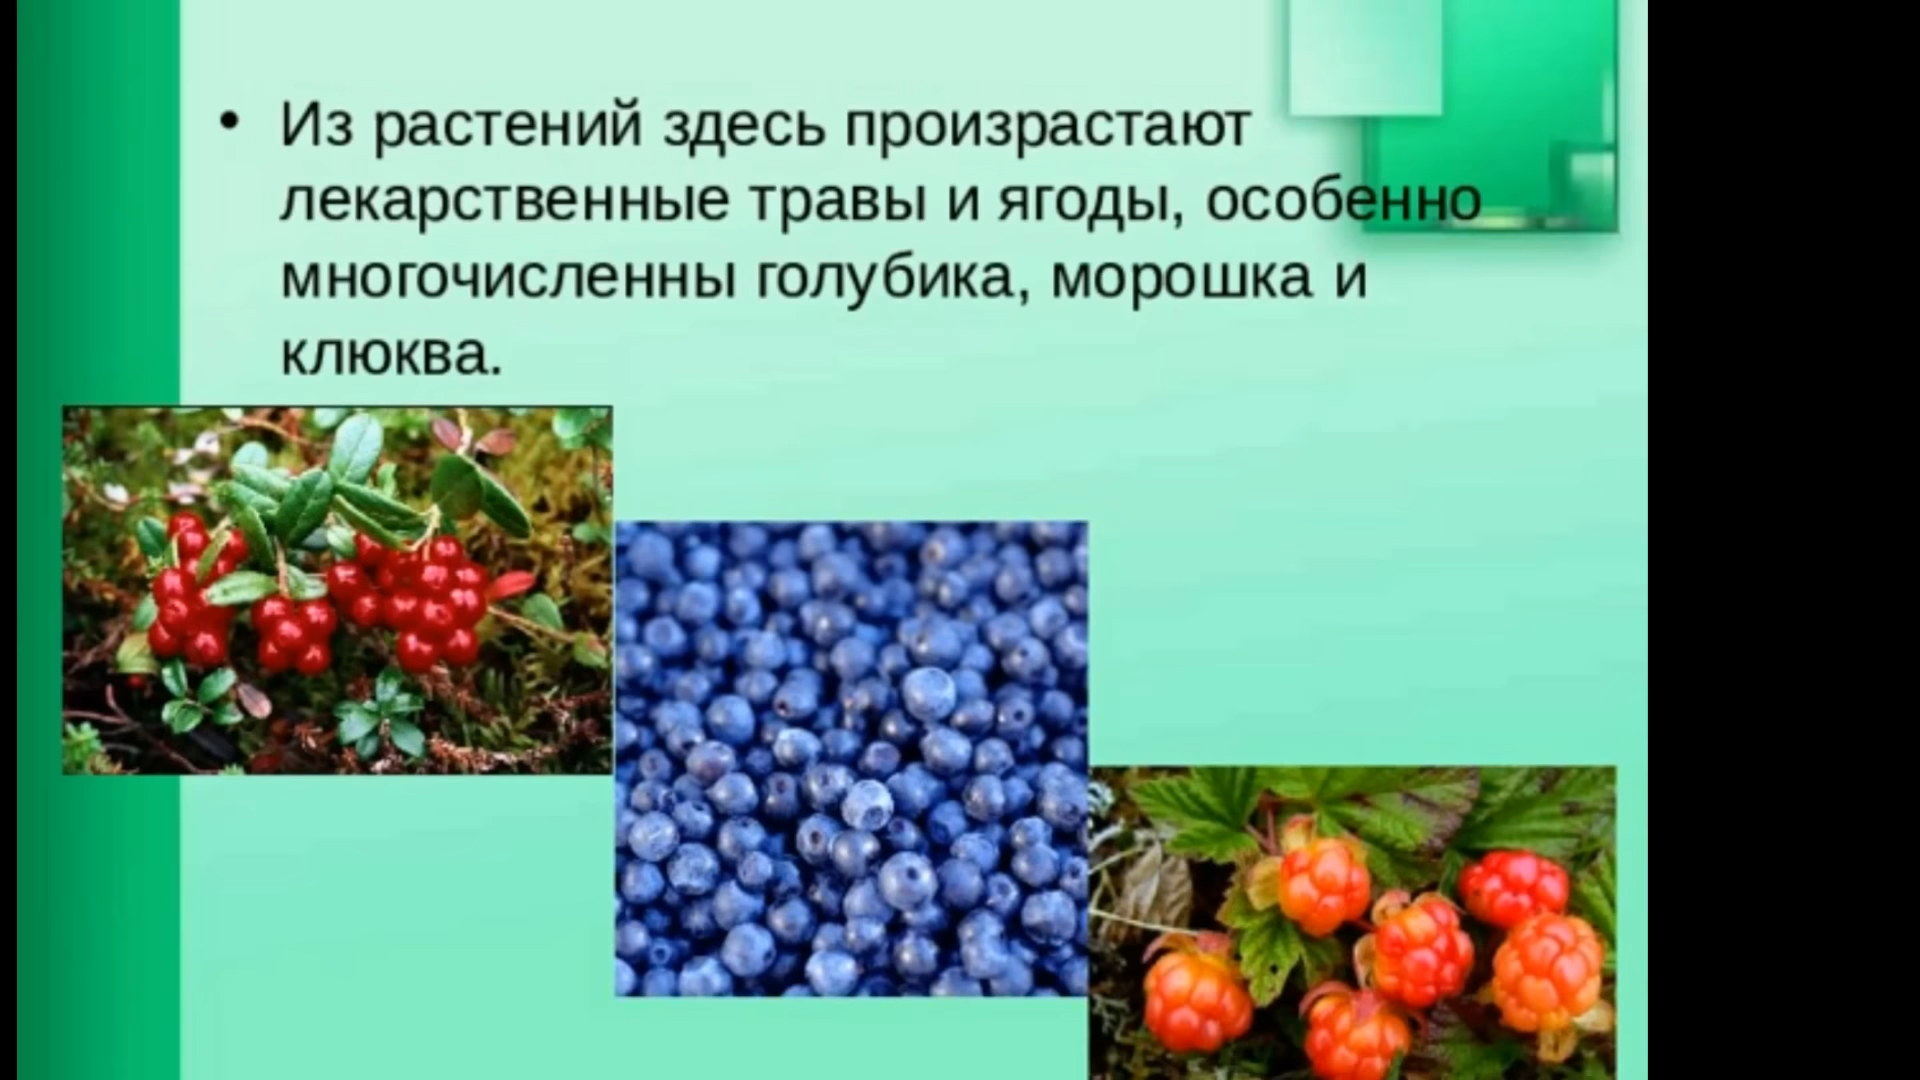 • Из растений здесь произрастают
лекарственные травы и ягоды, особенно
многочисленны голубика, морошка и
клюква.